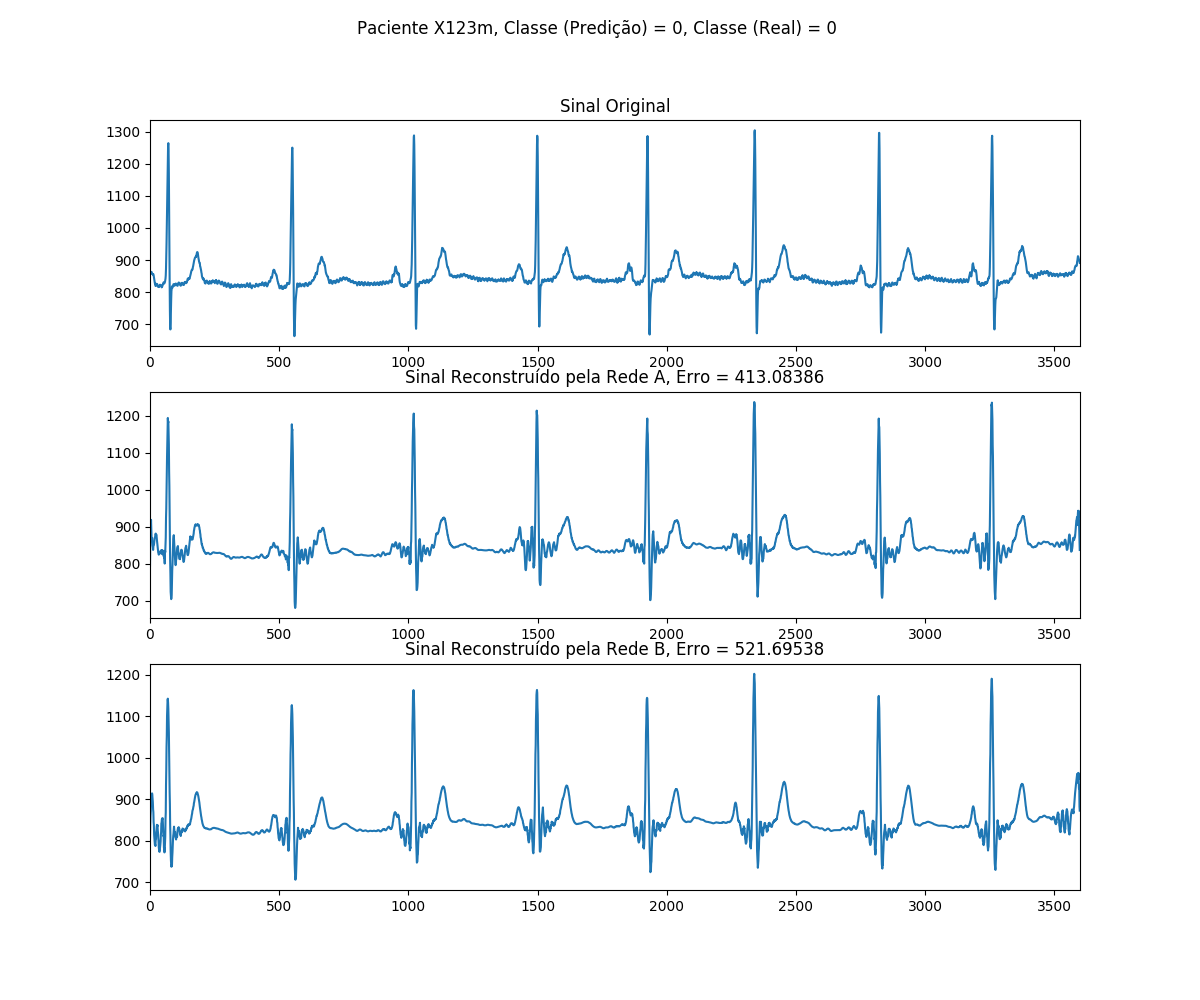 Paciente X123m, Classe (Predição) = 0, Classe (Real) = 0
Sinal Original
1300
1200
1100
1000
900
800
700
0 500 1000 1500 2000 2500 3000 3500
Sinal Reconstruído pela Rede A, Erro = 413.08386
1200
1100
1000
900
800
700
0 500 1000 1500 2000 2500 3000 3500
Sinal Reconstruído pela Rede B, Erro = 521.69538
1200
1100
1000
900
800
700
0 500 1000 1500 2000 2500 3000 3500